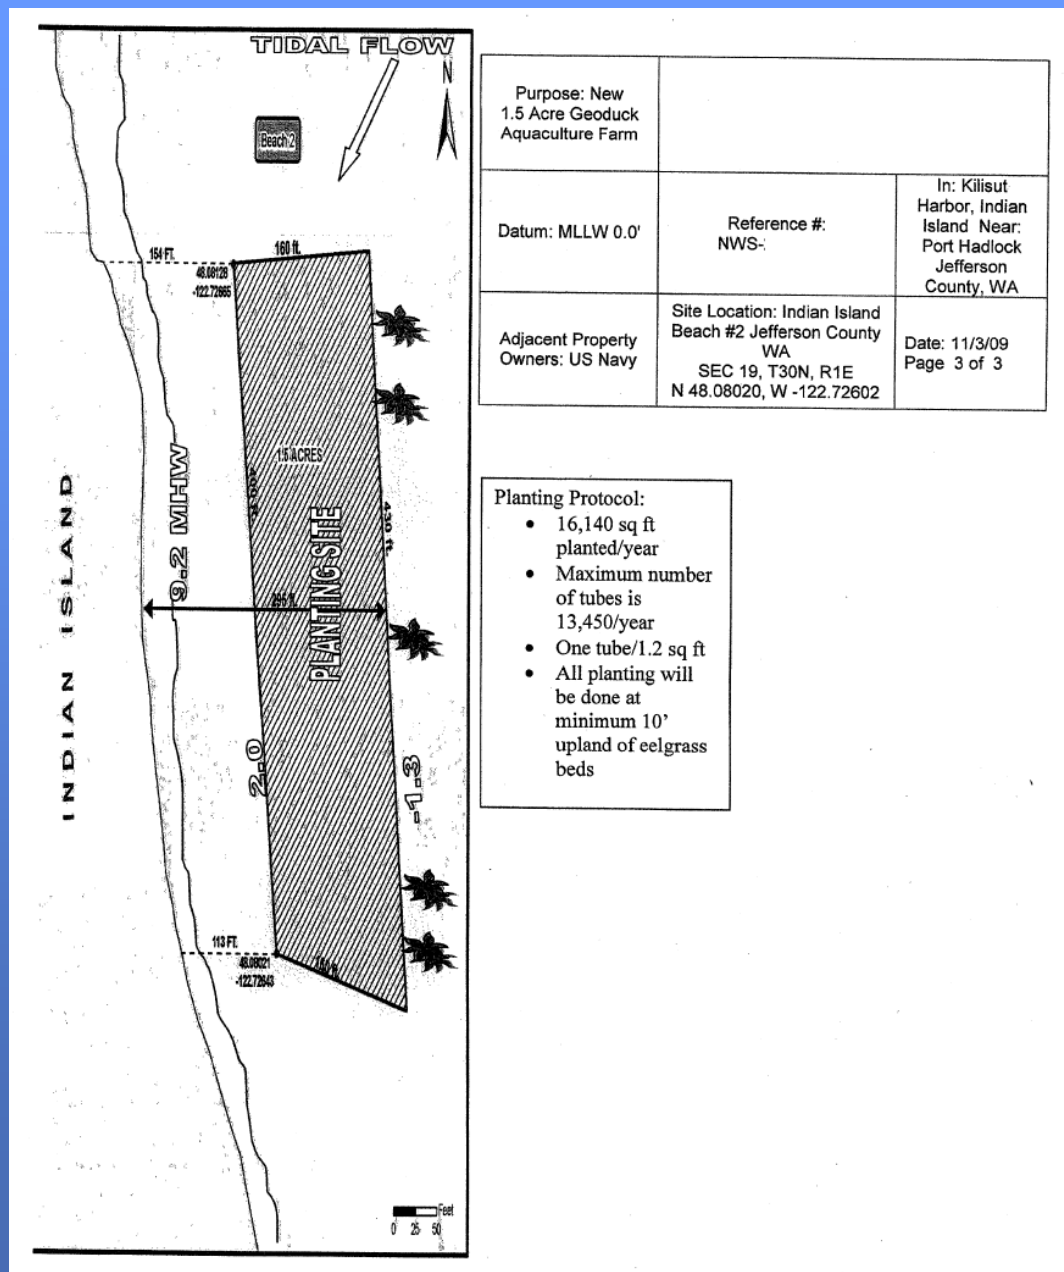 TIDAL FLOW
N
Beach 2
154 FT.
160 ft.
48.08128
-122.72665
1.5 ACRES
400 ft.
430 ft.
PLANTING SITE
INDIAN ISLAND
9.2 MHW
295 ft.
2.0
-1.3
113 FT.
48.08021
-122.72643
Feet
0 25 50
Purpose: New
1.5 Acre Geoduck
Aquaculture Farm
Datum: MLLW 0.0'
Reference #:
NWS-
In: Kilisut
Harbor, Indian
Island Near:
Port Hadlock
Jefferson
County, WA
Adjacent Property
Owners: US Navy
Site Location: Indian Island
Beach #2 Jefferson County
WA
SEC 19, T30N, R1E
N 48.08020, W -122.72602
Date: 11/3/09
Page 3 of 3
Planting Protocol:
• 16,140 sq ft
planted/year
• Maximum number
of tubes is
13,450/year
• One tube/1.2 sq ft
• All planting will
be done at
minimum 10’
upland of eelgrass
beds